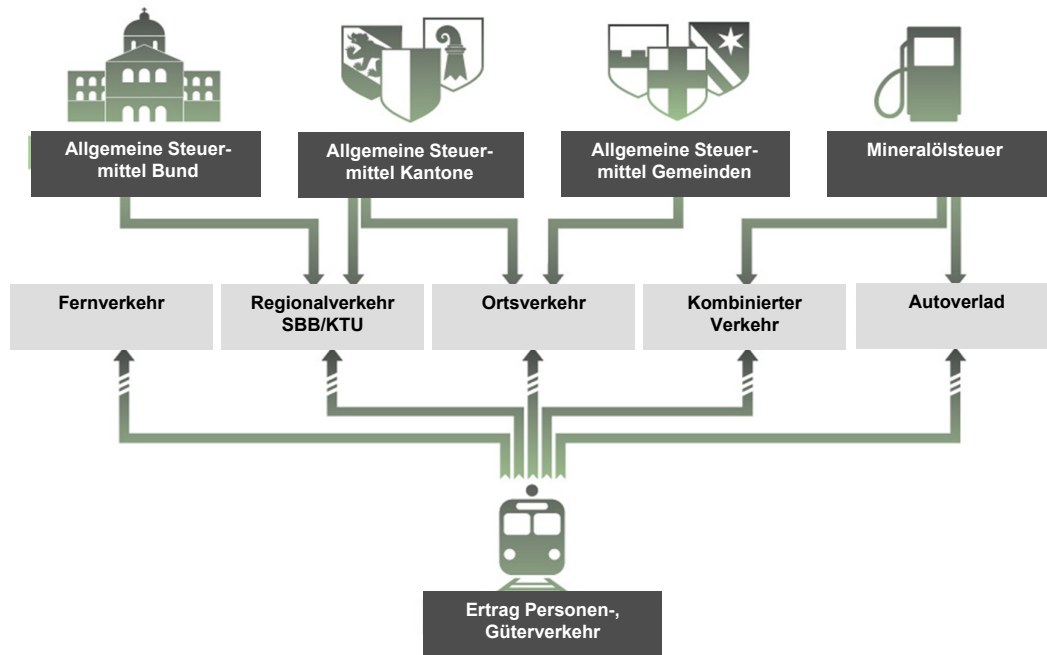 Allgemeine Steuer-
mittel Bund
Allgemeine Steuer-
mittel Kantone
Allgemeine Steuer-
mittel Gemeinden
Mineralölsteuer
Fernverkehr
Regionalverkehr
SBB/KTU
Ortsverkehr
Kombinierter
Verkehr
Autoverlad
Ertrag Personen-,
Güterverkehr